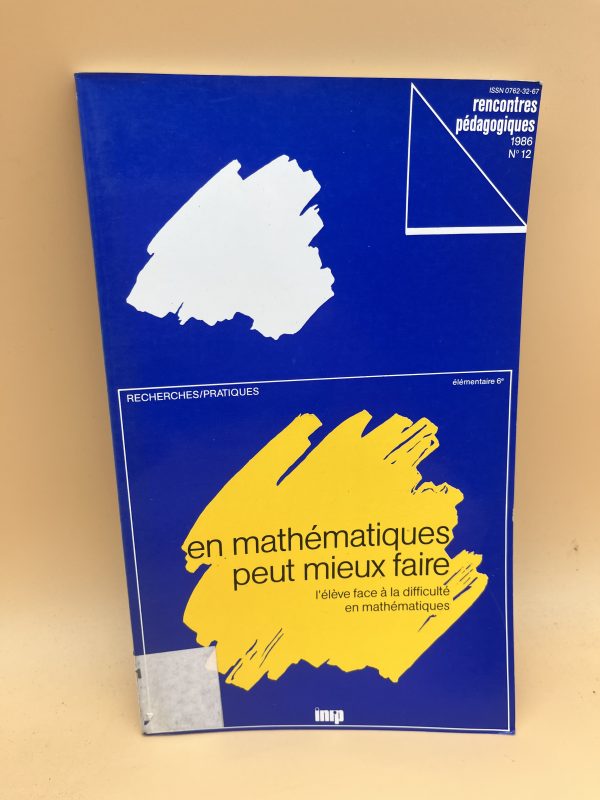 ISSN 0762-32-67
rencontres
pédagogiques
1986
N° 12
RECHERCHES/PRATIQUES
élémentaire 6e
en mathématiques
peut mieux faire
l'élève face à la difficulté
en mathématiques
inrp